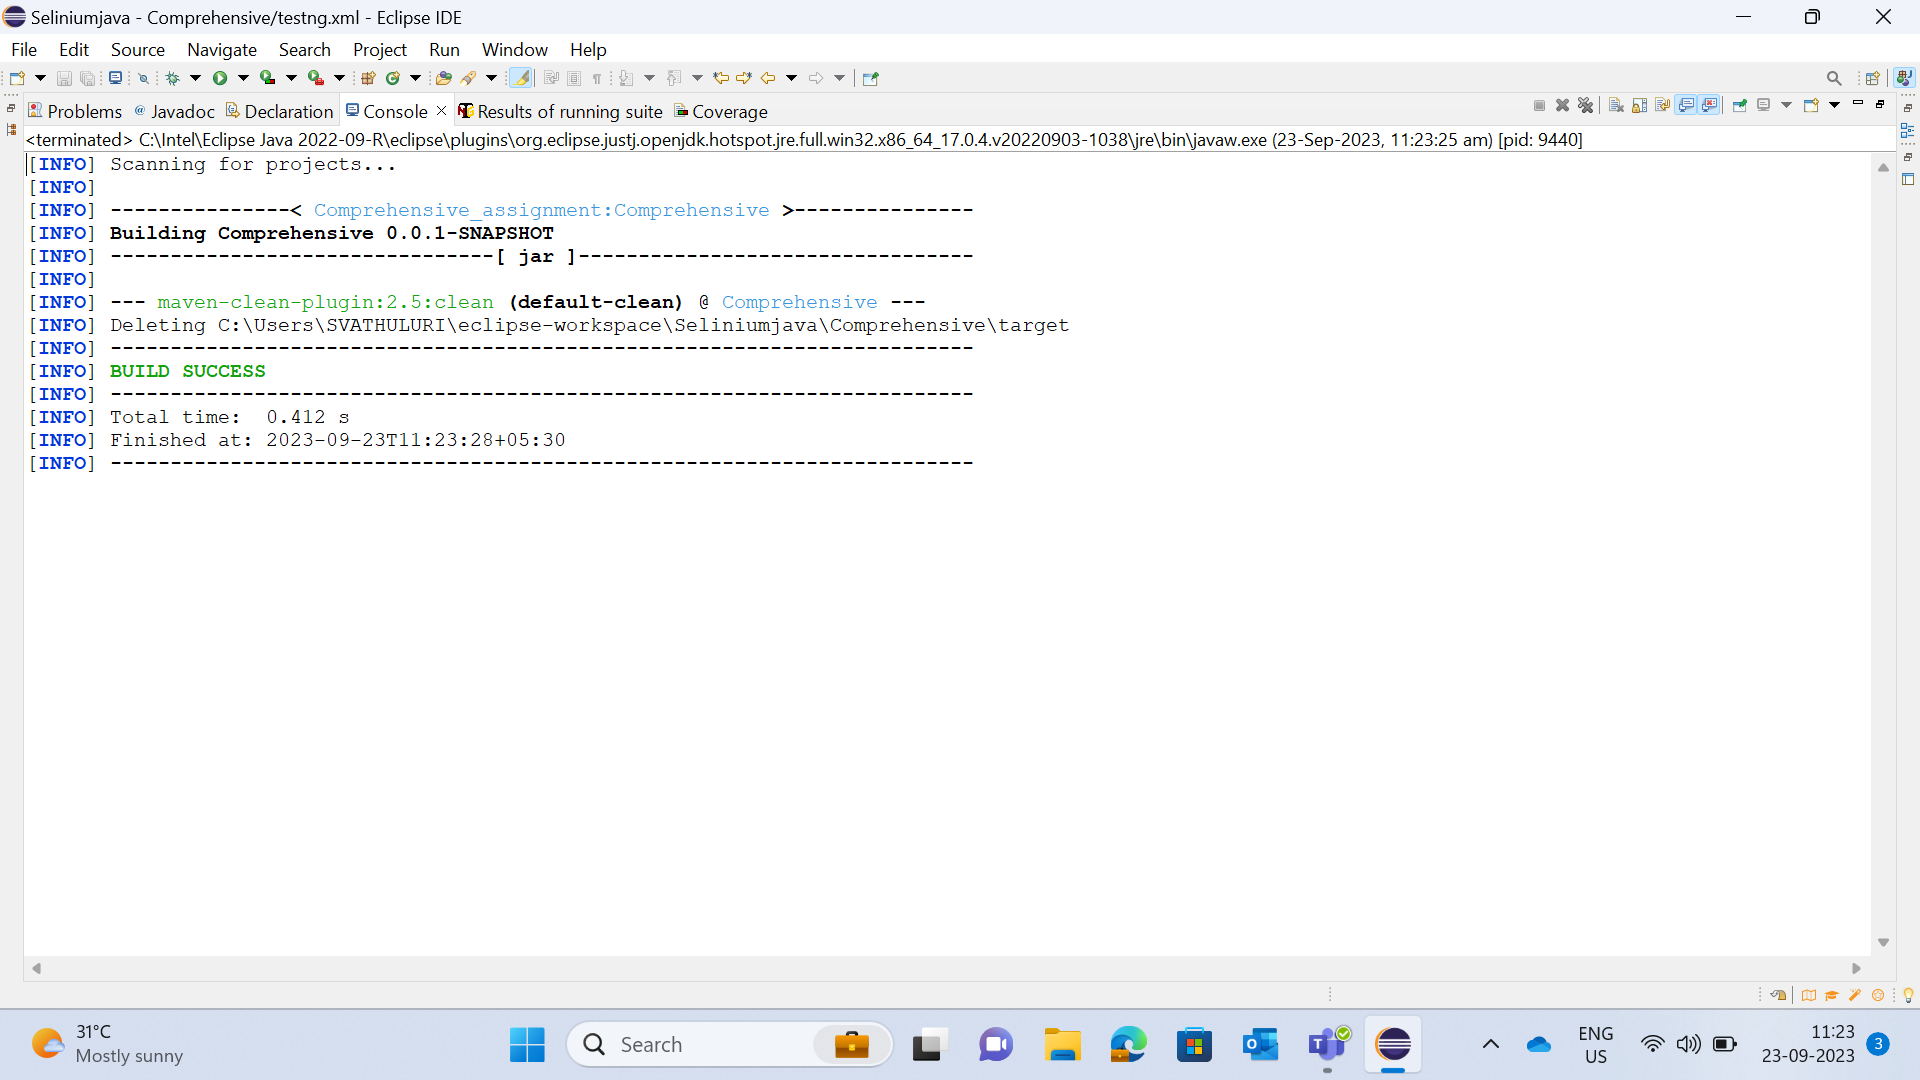 Seliniumjava - Comprehensive/testng.xml - Eclipse IDE
File Edit Source Navigate Search Project Run Window Help
Problems @ Javadoc Declaration Console Results of running suite Coverage
<terminated> C:\Intel\Eclipse Java 2022-09-R\eclipse\plugins\org.eclipse.justj.openjdk.hotspot.jre.full.win32.x86_64_17.0.4.v20220903-1038\jre\bin\javaw.exe (23-Sep-2023, 11:23:25 am) [pid: 9440]
[INFO] Scanning for projects...
[INFO]
[INFO] ---------------< Comprehensive_assignment:Comprehensive >---------------
[INFO] Building Comprehensive 0.0.1-SNAPSHOT
[INFO] --------------------------------[ jar ]---------------------------------
[INFO]
[INFO] --- maven-clean-plugin:2.5:clean (default-clean) @ Comprehensive ---
[INFO] Deleting C:\Users\SVATHULURI\eclipse-workspace\Seliniumjava\Comprehensive\target
[INFO] ------------------------------------------------------------------------
[INFO] BUILD SUCCESS
[INFO] ------------------------------------------------------------------------
[INFO] Total time:  0.412 s
[INFO] Finished at: 2023-09-23T11:23:28+05:30
[INFO] ------------------------------------------------------------------------
31°C
Mostly sunny
Search
ENG
US
11:23
23-09-2023
3